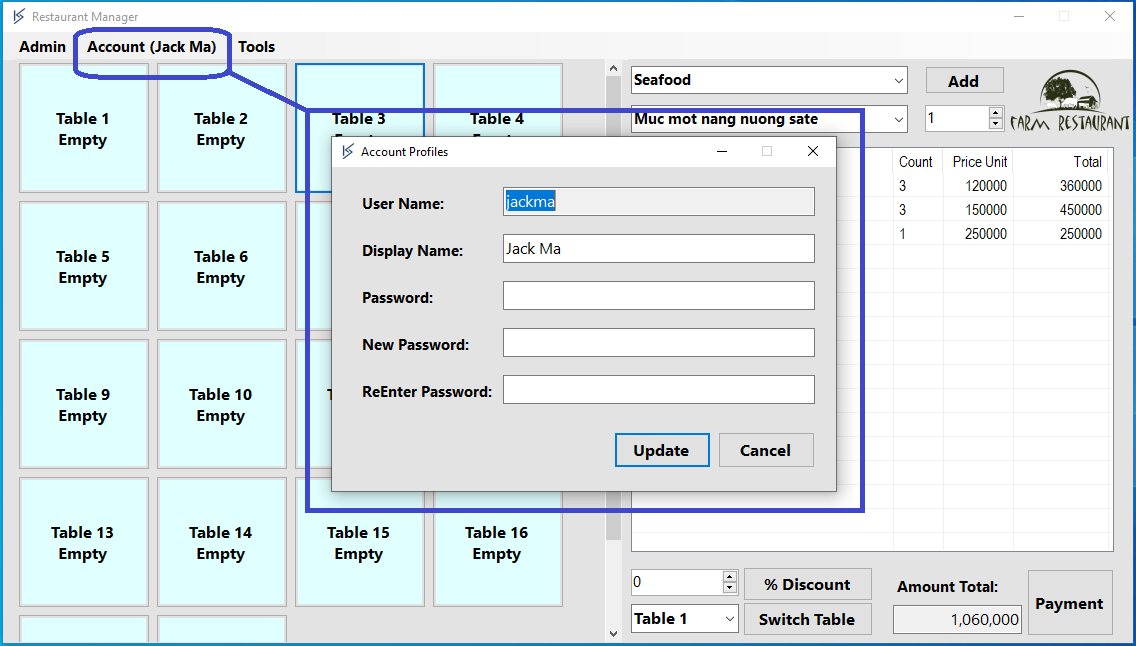 Restaurant Manager
Admin Account (Jack Ma) Tools
Table 1
Empty
Table 2
Empty
Table 3
Table 4
Table 5
Empty
Table 6
Empty
Table 9
Empty
Table 10
Empty
Table 13
Empty
Table 14
Empty
Table 15
Empty
Table 16
Empty
Account Profiles
User Name: jackma
Display Name: Jack Ma
Password:
New Password:
ReEnter Password:
Update Cancel
Seafood
Add
Muc mot nang nuong sate
1
FARM RESTAURANT
Count Price Unit Total
3 120000 360000
3 150000 450000
1 250000 250000
0
% Discount
Table 1
Switch Table
Amount Total:
1,060,000
Payment